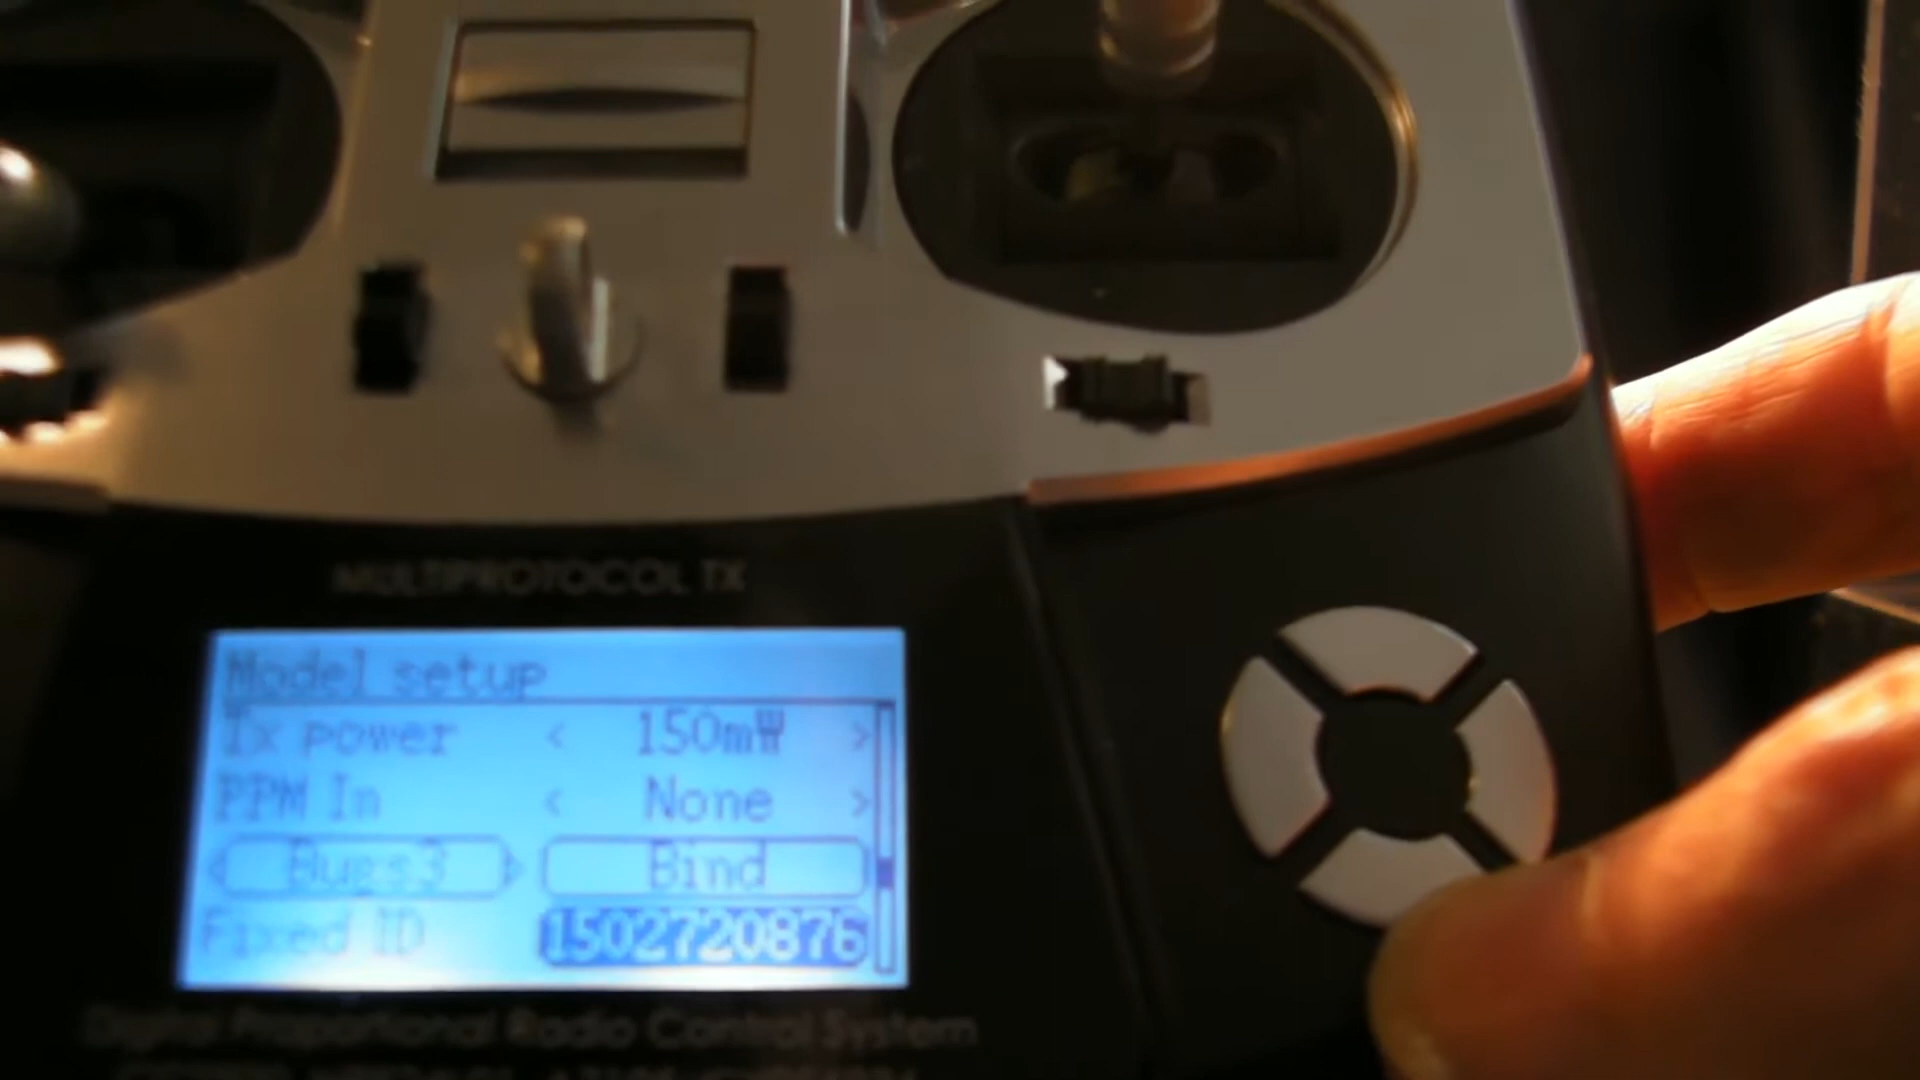 MULTIPROTOCOL TX
Model setup
Tx power < 150mW >
PPM In < None >
Bugs3 Bind
Fixed ID 1502720876
Digital Proportional Radio Control System